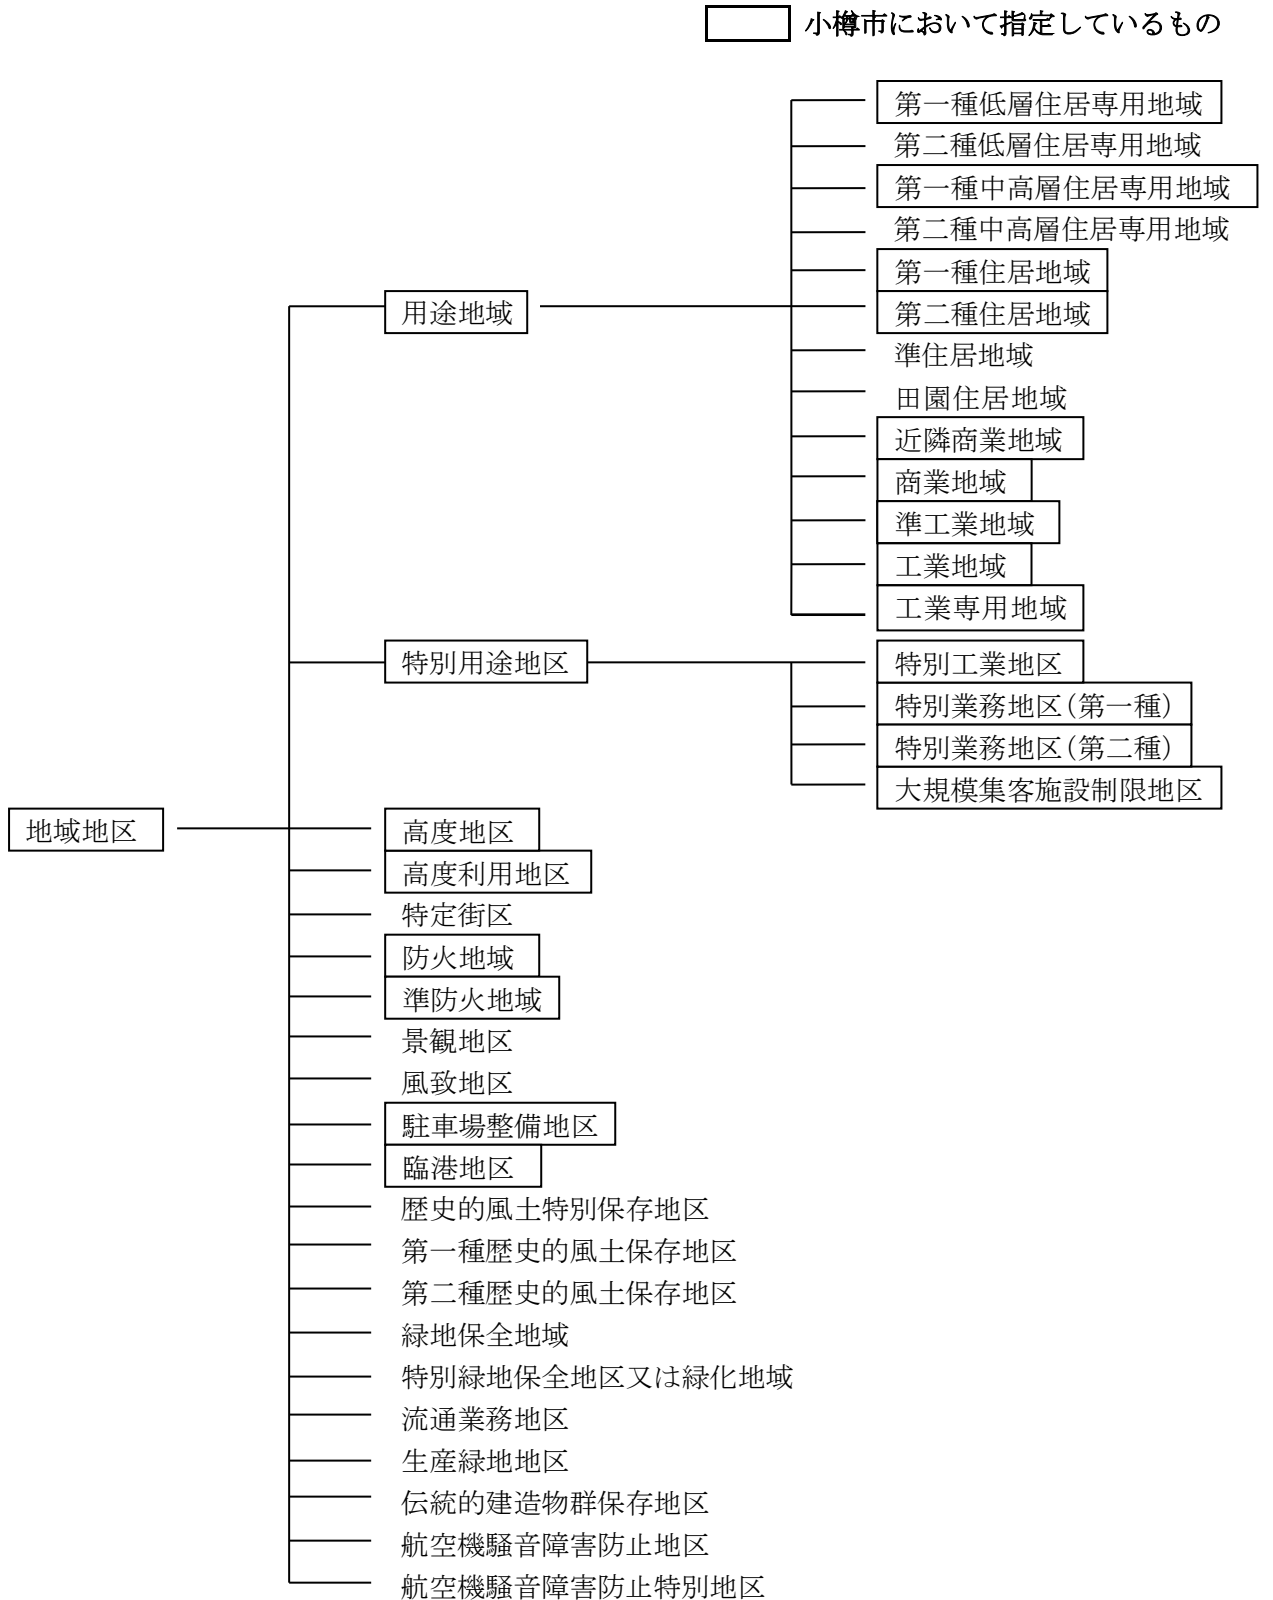 小樽市において指定しているもの
第一種低層住居専用地域
第二種低層住居専用地域
第一種中高層住居専用地域
第二種中高層住居専用地域
第一種住居地域
用途地域
第二種住居地域
準住居地域
田園住居地域
近隣商業地域
商業地域
準工業地域
工業地域
工業専用地域
特別用途地区
特別工業地区
特別業務地区(第一種)
特別業務地区(第二種)
大規模集客施設制限地区
地域地区
高度地区
高度利用地区
特定街区
防火地域
準防火地域
景観地区
風致地区
駐車場整備地区
臨港地区
歴史的風土特別保存地区
第一種歴史的風土保存地区
第二種歴史的風土保存地区
緑地保全地域
特別緑地保全地区又は緑化地域
流通業務地区
生産緑地地区
伝統的建造物群保存地区
航空機騒音障害防止地区
航空機騒音障害防止特別地区